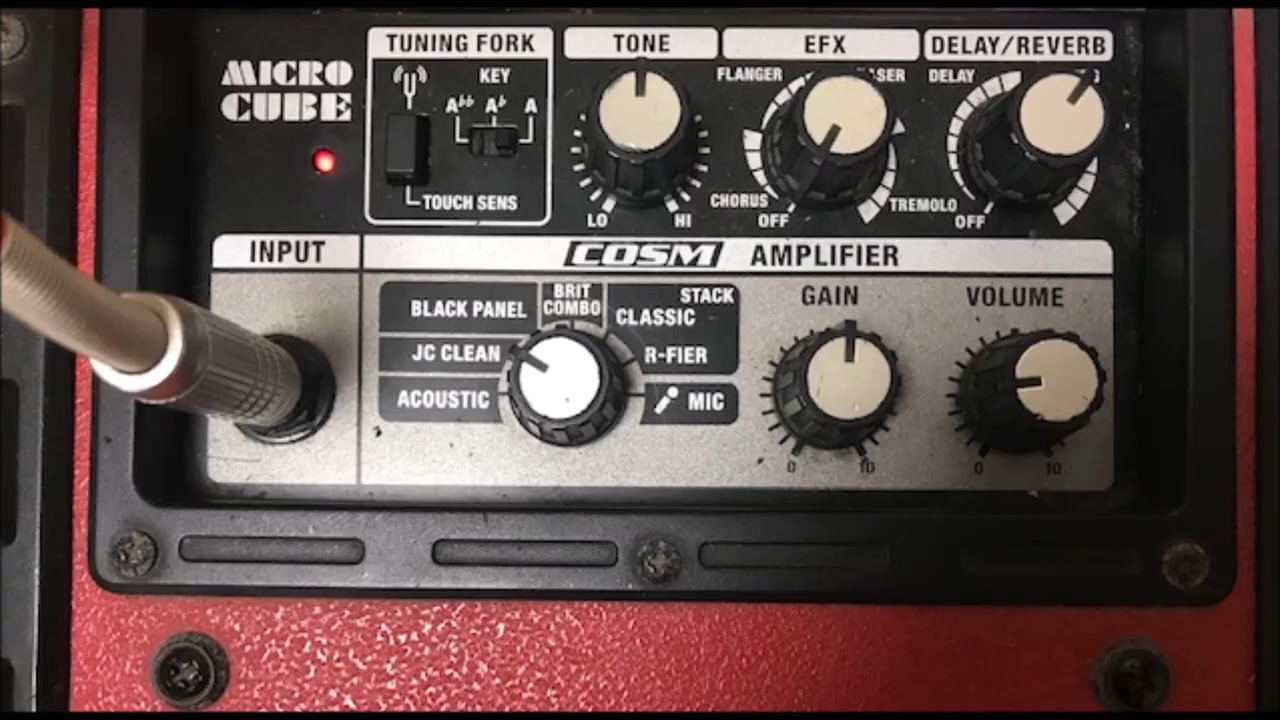 MICRO
CUBE
TUNING FORK
KEY
A♭♭ A♭ A
TOUCH SENS
TONE
LO HI
EFX
FLANGER
CHORUS
OFF
TREMOLO
DELAY/REVERB
DELAY
OFF
INPUT
COSM AMPLIFIER
BLACK PANEL
BRIT
COMBO
STACK
CLASSIC
JC CLEAN
R-FIER
ACOUSTIC
MIC
GAIN
0 10
VOLUME
0 10